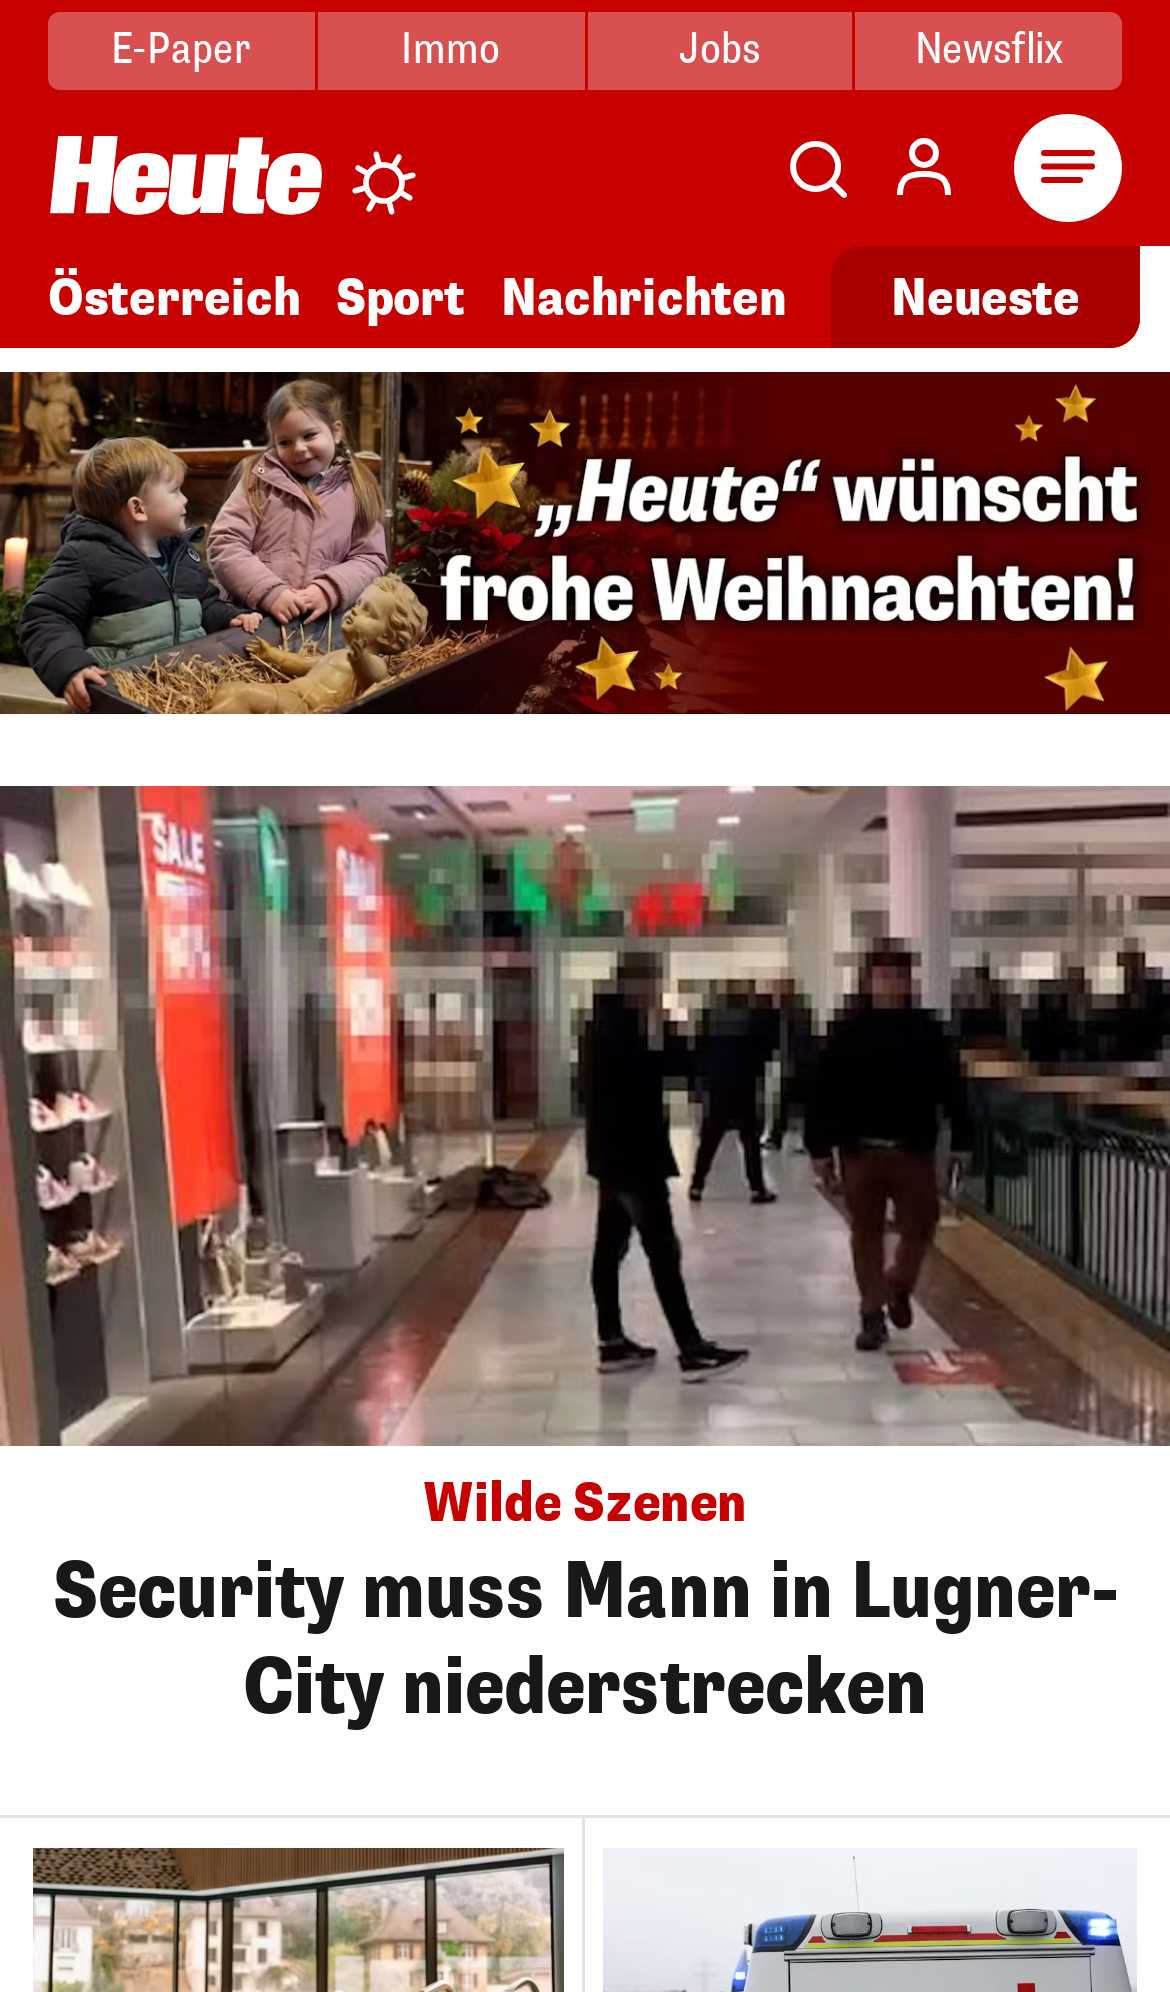 E-Paper
Immo
Jobs
Newsflix
Heute
Österreich
Sport
Nachrichten
Neueste
„Heute“ wünscht
frohe Weihnachten!
SALE
Wilde Szenen
Security muss Mann in Lugner-
City niederstrecken